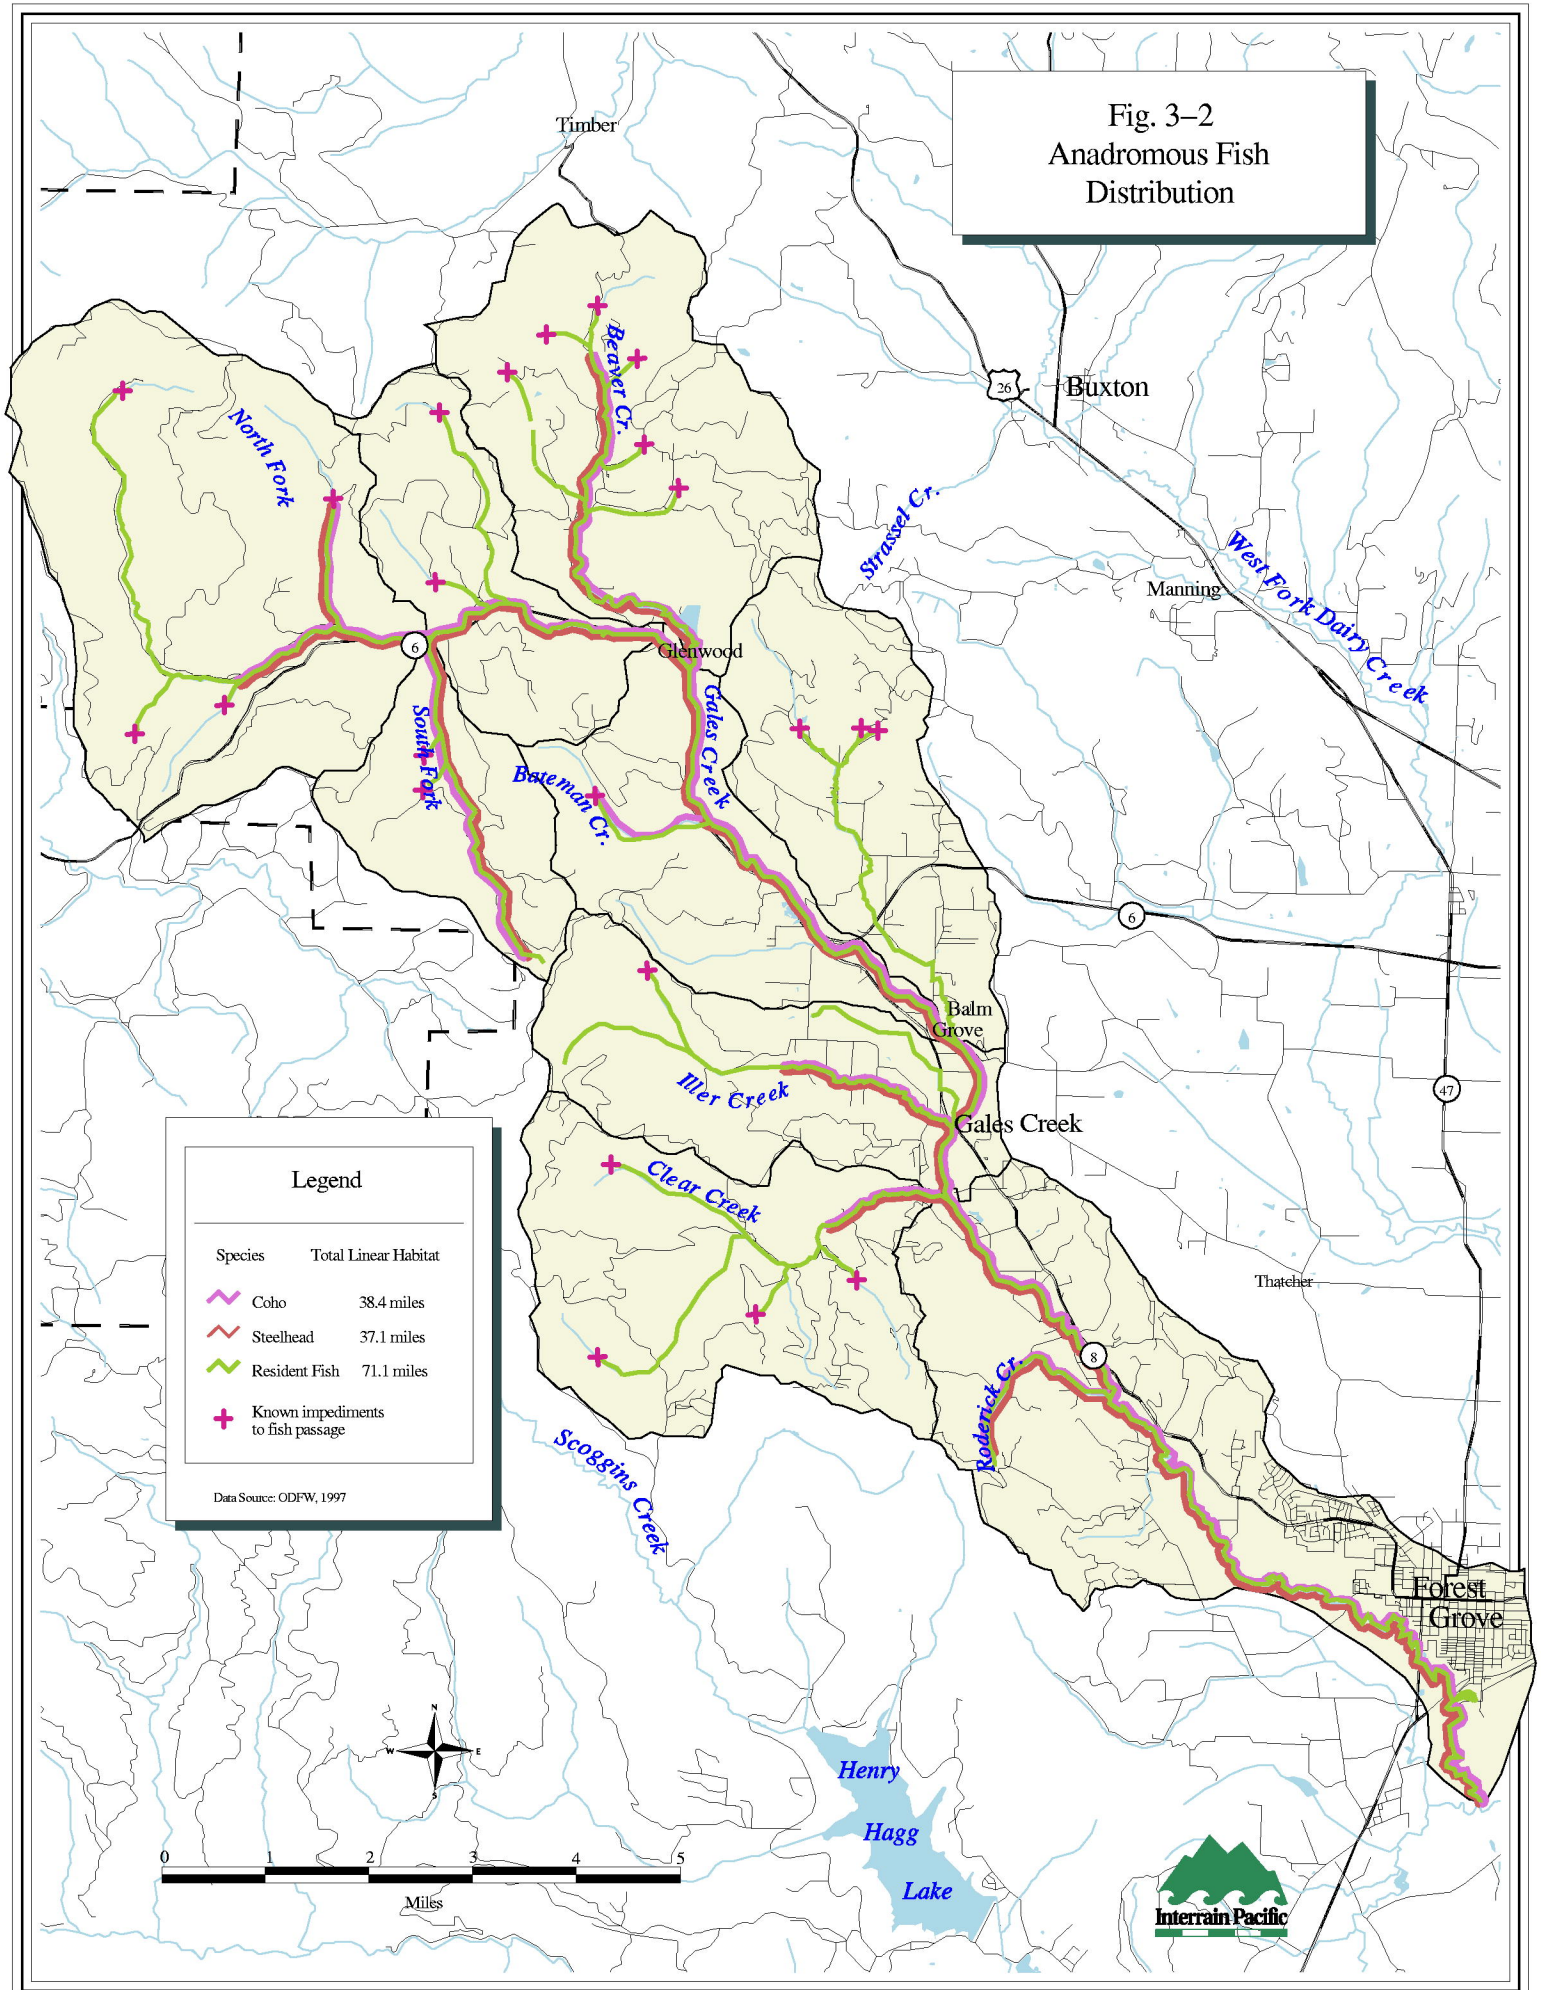 Fig. 3–2
Anadromous Fish
Distribution
Timber
Beaver Cr.
North Fork
26
Buxton
Strassel Cr.
West Fork Dairy Creek
Manning
6
Glenwood
Gales Creek
South Fork
Bateman Cr.
6
Balm
Grove
Iller Creek
47
Gales Creek
Clear Creek
Thatcher
8
Roderick Cr.
Scoggins Creek
Forest
Grove
Legend
Species Total Linear Habitat
Coho 38.4 miles
Steelhead 37.1 miles
Resident Fish 71.1 miles
Known impediments
to fish passage
Data Source: ODFW, 1997
N
W E
S
Henry
Hagg
Lake
0 1 2 3 4 5
Miles
Interrain Pacific